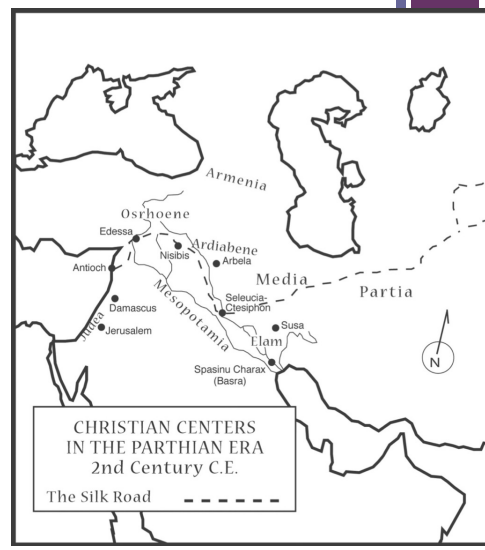 Armenia
Osrhoene
Edessa
Ardiabene
Nisibis
Arbela
Antioch
Media
Partia
Seleucia-
Ctesiphon
Mesopotamia
Damascus
Judea
Jerusalem
Susa
Elam
Spasinu Charax
(Basra)
N
CHRISTIAN CENTERS
IN THE PARTHIAN ERA
2nd Century C.E.
The Silk Road